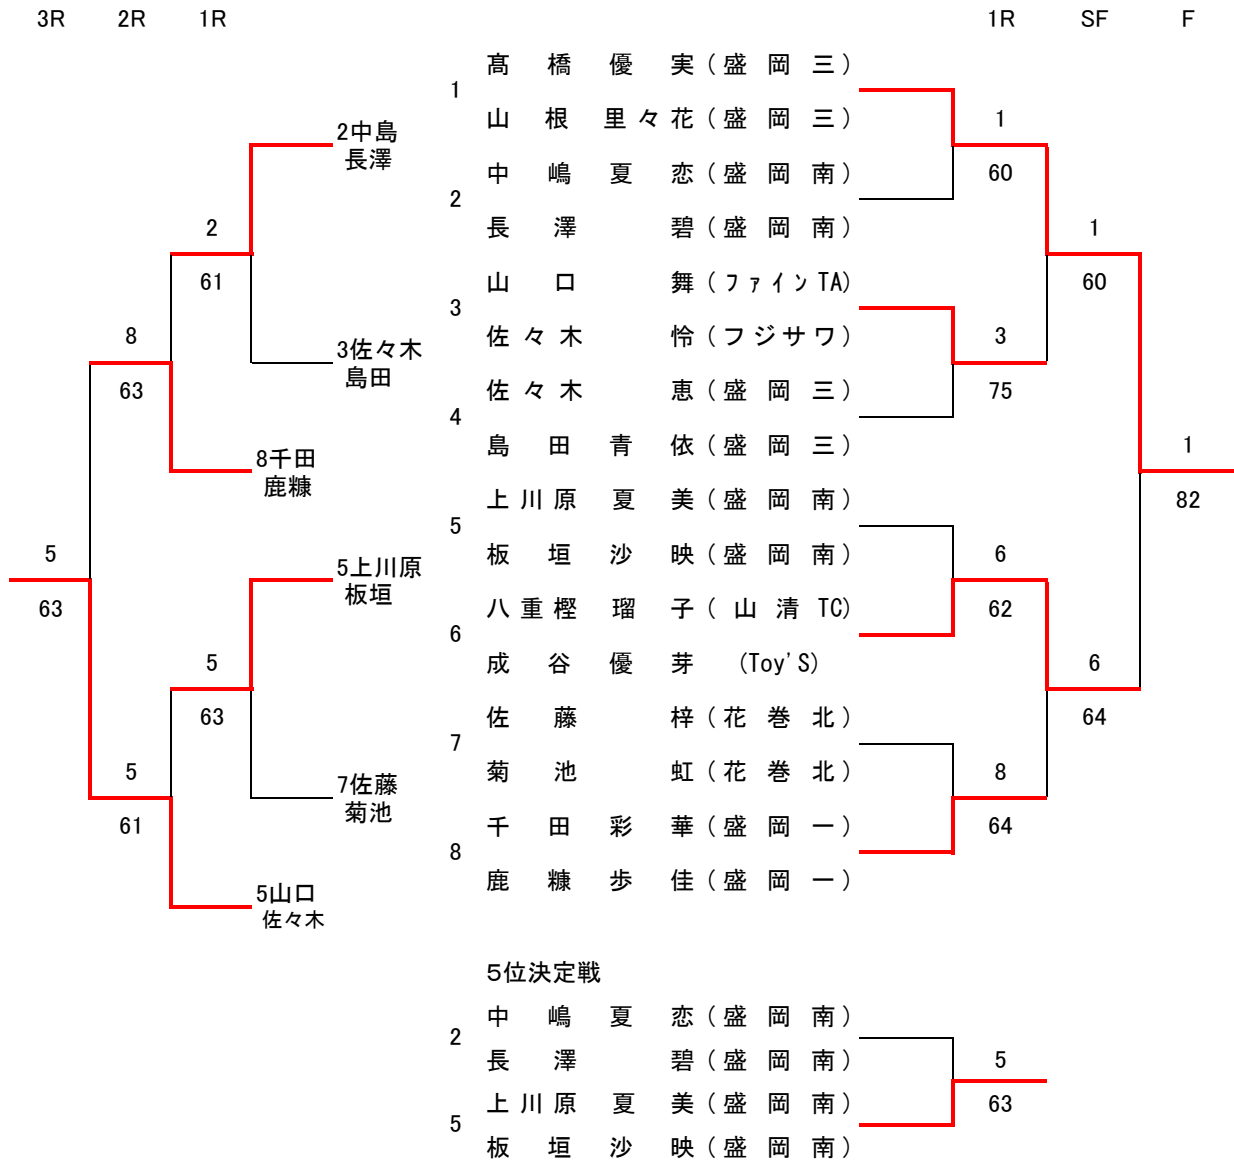 3R 2R 1R 1R SF F
髙橋優実(盛岡三)
1
山根里々花(盛岡三)
1
2中島
長澤
中嶋夏恋(盛岡南)
60
2
長澤碧(盛岡南)
2
1
61
山口舞(ファインTA)
60
3
8
佐々木怜(フジサワ)
3
3佐々木
島田
63
佐々木恵(盛岡三)
75
4
島田青依(盛岡三)
1
8千田
鹿糠
上川原夏美(盛岡南)
82
5
5
板垣沙映(盛岡南)
6
5上川原
板垣
63
八重樫瑠子(山清TC)
62
6
5
成谷優芽(Toy'S)
6
63
佐藤梓(花巻北)
64
7
5
菊池虹(花巻北)
8
7佐藤
菊池
61
千田彩華(盛岡一)
64
8
鹿糠歩佳(盛岡一)
5山口
佐々木
5位決定戦
中嶋夏恋(盛岡南)
2
長澤碧(盛岡南)
5
上川原夏美(盛岡南)
63
5
板垣沙映(盛岡南)